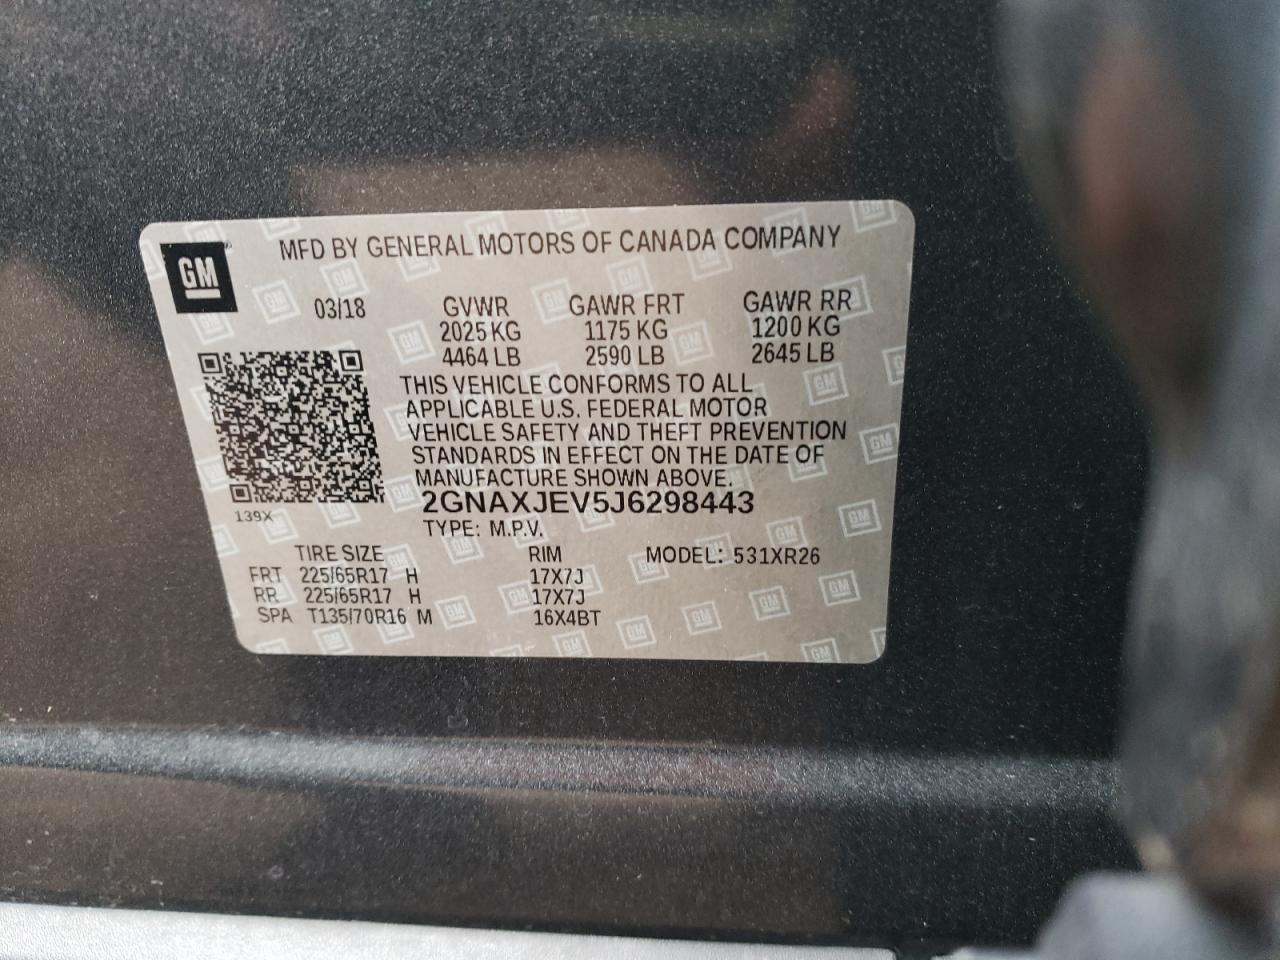 GM
MFD BY GENERAL MOTORS OF CANADA COMPANY
03/18 GVWR GAWR FRT GAWR RR
2025 KG 1175 KG 1200 KG
4464 LB 2590 LB 2645 LB
THIS VEHICLE CONFORMS TO ALL
APPLICABLE U.S. FEDERAL MOTOR
VEHICLE SAFETY AND THEFT PREVENTION
STANDARDS IN EFFECT ON THE DATE OF
MANUFACTURE SHOWN ABOVE.
2GNAXJEV5J6298443
139X
TYPE: M.P.V.
TIRE SIZE RIM MODEL: 531XR26
FRT 225/65R17 H 17X7J
RR 225/65R17 H 17X7J
SPA T135/70R16 M 16X4BT